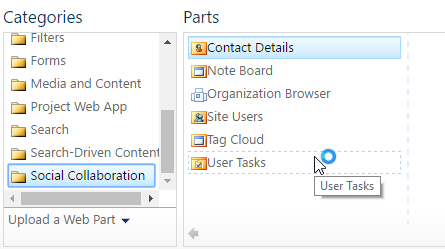 Categories
Filters
Forms
Media and Content
Project Web App
Search
Search-Driven Content
Social Collaboration
Upload a Web Part
Parts
Contact Details
Note Board
Organization Browser
Site Users
Tag Cloud
User Tasks
User Tasks